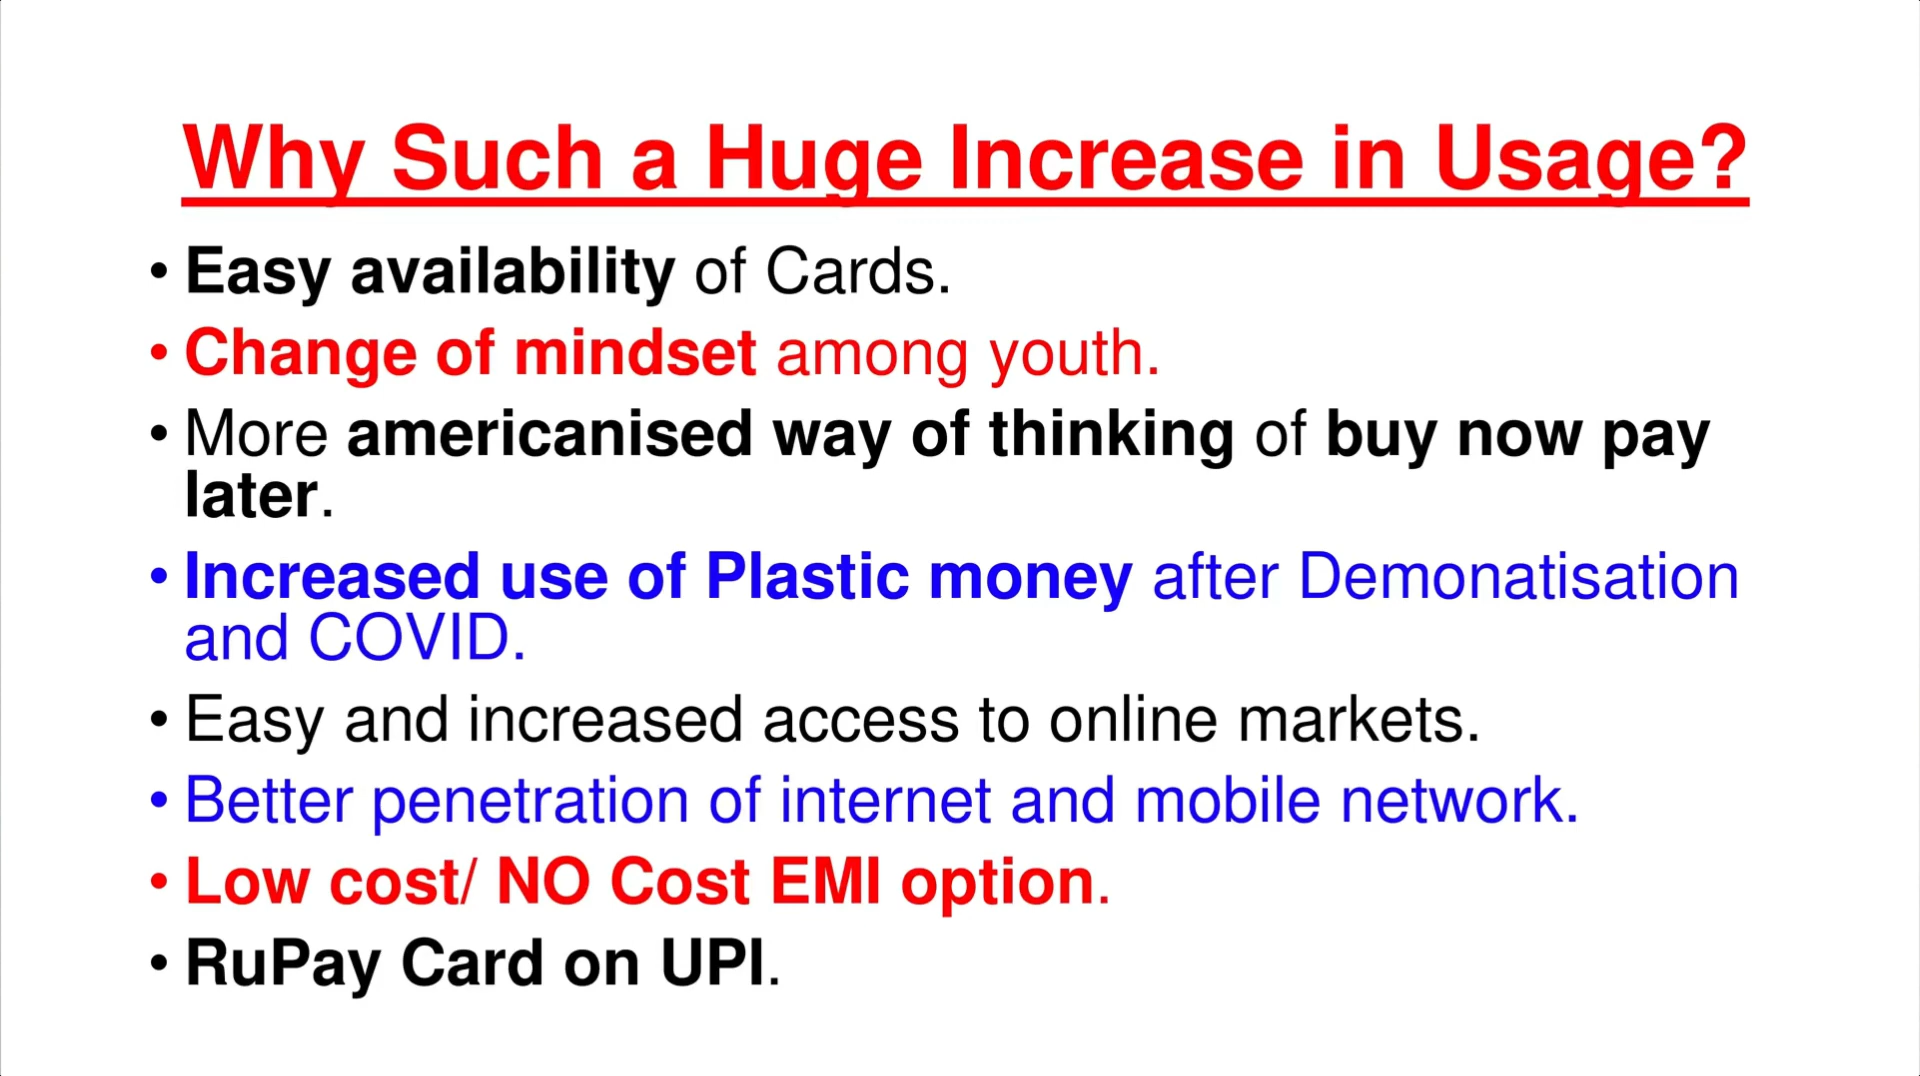 Why Such a Huge Increase in Usage?
• Easy availability of Cards.
• Change of mindset among youth.
• More americanised way of thinking of buy now pay
later.
• Increased use of Plastic money after Demonatisation
and COVID.
• Easy and increased access to online markets.
• Better penetration of internet and mobile network.
• Low cost/ NO Cost EMI option.
• RuPay Card on UPI.